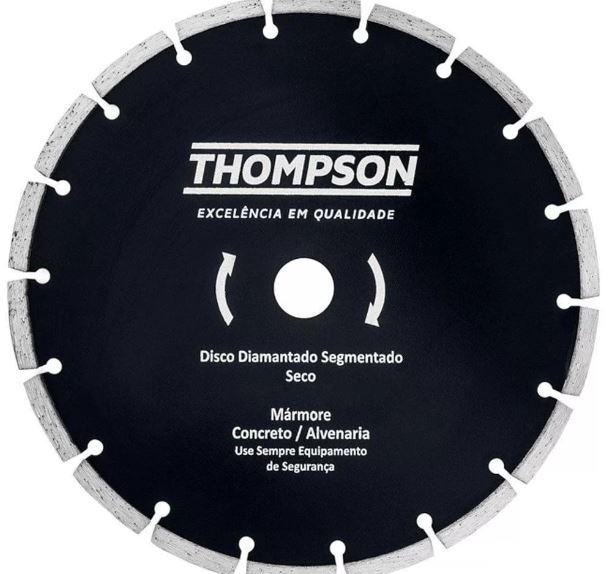 THOMPSON
EXCELÊNCIA EM QUALIDADE
Disco Diamantado Segmentado
Seco
Mármore
Concreto / Alvenaria
Use Sempre Equipamento
de Segurança